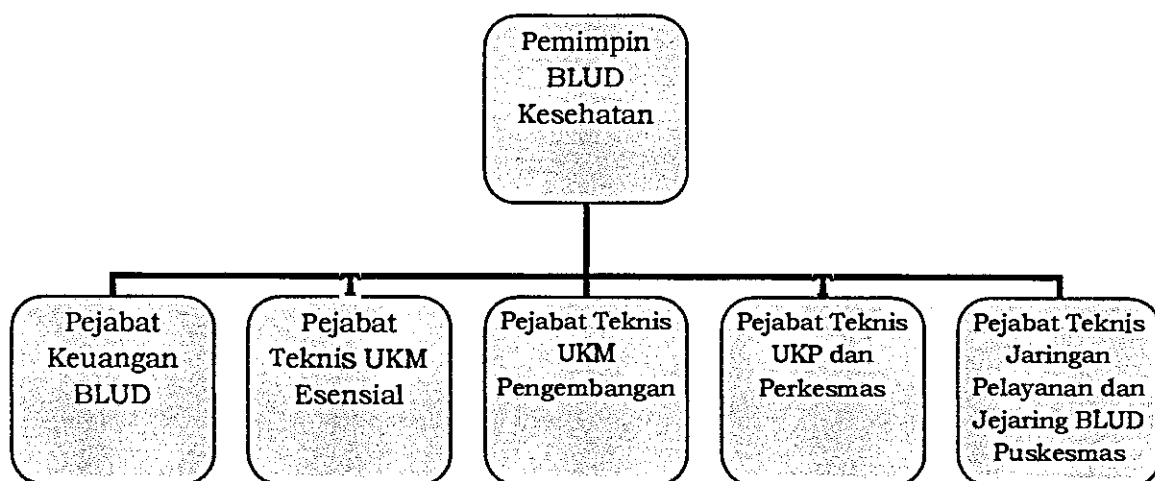 Pemimpin
BLUD
Kesehatan
Pejabat
Keuangan
BLUD
Pejabat
Teknis UKM
Esensial
Pejabat Teknis
UKM
Pengembangan
Pejabat Teknis
UKP dan
Perkesmas
Pejabat Teknis
Jaringan
Pelayanan dan
Jejaring BLUD
Puskesmas